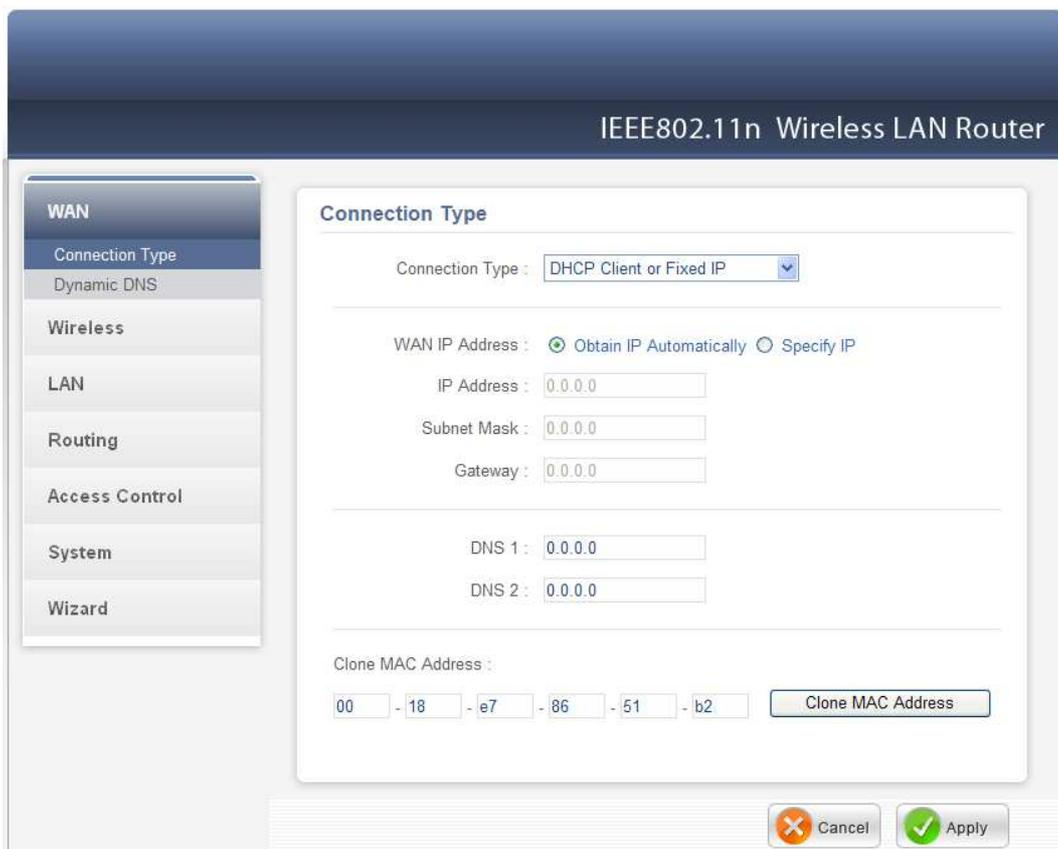 IEEE802.11n Wireless LAN Router
WAN
Connection Type
Dynamic DNS
Wireless
LAN
Routing
Access Control
System
Wizard
Connection Type
Connection Type : DHCP Client or Fixed IP
WAN IP Address : Obtain IP Automatically Specify IP
IP Address : 0.0.0.0
Subnet Mask : 0.0.0.0
Gateway : 0.0.0.0
DNS 1 : 0.0.0.0
DNS 2 : 0.0.0.0
Clone MAC Address :
00 - 18 - e7 - 86 - 51 - b2 Clone MAC Address
Cancel Apply